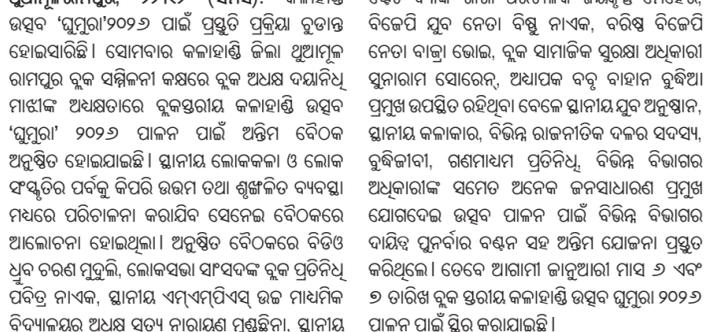 ଉତ୍ସବ ‘ଘୁମୁରା’୨୦୨୬ ପାଇଁ ପ୍ରସ୍ତୁତି ପ୍ରକ୍ରିୟା ଚୁଡାନ୍ତ
ହୋଇସାରିଛି। ସୋମବାର କଳାହାଣ୍ଡି ଜିଲା ଥୁଆମୂଳ
ରାମପୁର ବ୍ଲକ ସମ୍ମିଳନୀ କକ୍ଷରେ ବ୍ଲକ ଅଧକ୍ଷ ଦୟାନିଧି
ମାଝୀଙ୍କ ଅଧକ୍ଷତାରେ ବ୍ଲକସ୍ତରୀୟ କଳାହାଣ୍ଡି ଉତ୍ସବ
‘ଘୁମୁରା’ ୨୦୨୬ ପାଳନ ପାଇଁ ଅନ୍ତିମ ବୈଠକ
ଅନୁଷ୍ଠିତ ହୋଇଯାଇଛି। ସ୍ଥାନୀୟ ଲୋକକଳା ଓ ଲୋକ
ସଂସ୍କୃତିର ପର୍ବକୁ କିପରି ଉତ୍ତମ ତଥା ଶୃଙ୍ଖଳିତ ବ୍ୟବସ୍ଥା
ମଧ୍ୟରେ ପରିଚାଳନା କରାଯିବ ସେନେଇ ବୈଠକରେ
ଆଲୋଚନା ହୋଇଥିଲା। ଅନୁଷ୍ଠିତ ବୈଠକରେ ବିଡିଓ
ଧ୍ରୁବ ଚରଣ ମୁଦୁଲି, ଲୋକସଭା ସାଂସଦଙ୍କ ବ୍ଲକ ପ୍ରତିନିଧି
ପବିତ୍ର ନାଏକ, ସ୍ଥାନୀୟ ଏମ୍ଏମ୍ପିଏସ୍ ଉଚ୍ଚ ମାଧ୍ୟମିକ
ବିଦ୍ୟାଳୟର ଅଧକ୍ଷ ସତ୍ୟ ନାରାୟଣ ମୁଣ୍ଡଛିନା, ସ୍ଥାନୀୟ
ବିଜେପି ଯୁବ ନେତା ବିଷ୍ଣୁ ନାଏକ, ବରିଷ୍ଠ ବିଜେପି
ନେତା ବାଜ୍ରା ଭୋଇ, ବ୍ଲକ ସାମାଜିକ ସୁରକ୍ଷା ଅଧିକାରୀ
ସୁନାରାମ ସୋରେନ୍, ଅଧ୍ୟାପକ ବବୃ ବାହାନ ବୁଦ୍ଧିଆ
ପ୍ରମୁଖ ଉପସ୍ଥିତ ରହିଥିବା ବେଳେ ସ୍ଥାନୀୟ ଯୁବ ଅନୁଷ୍ଠାନ,
ସ୍ଥାନୀୟ କଳାକାର, ବିଭିନ୍ନ ରାଜନୀତିକ ଦଳର ସଦସ୍ୟ,
ବୁଦ୍ଧିଜୀବୀ, ଗଣମାଧ୍ୟମ ପ୍ରତିନିଧି, ବିଭିନ୍ନ ବିଭାଗର
ଅଧିକାରୀଙ୍କ ସମେତ ଅନେକ ଜନସାଧାରଣ ପ୍ରମୁଖ
ଯୋଗଦେଇ ଉତ୍ସବ ପାଳନ ପାଇଁ ବିଭିନ୍ନ ବିଭାଗର
ଦାୟିତ୍ୱ ପୁନର୍ବାର ବଣ୍ଟନ ସହ ଅନ୍ତିମ ଯୋଜନା ପ୍ରସ୍ତୁତ
କରିଥିଲେ। ତେବେ ଆଗାମୀ ଜାନୁଆରୀ ମାସ ୬ ଏବଂ
୭ ତାରିଖ ବ୍ଲକ ସ୍ତରୀୟ କଳାହାଣ୍ଡି ଉତ୍ସବ ଘୁମୁରା ୨୦୨୬
ପାଳନ ପାଇଁ ସ୍ଥିର କରାଯାଇଛି।